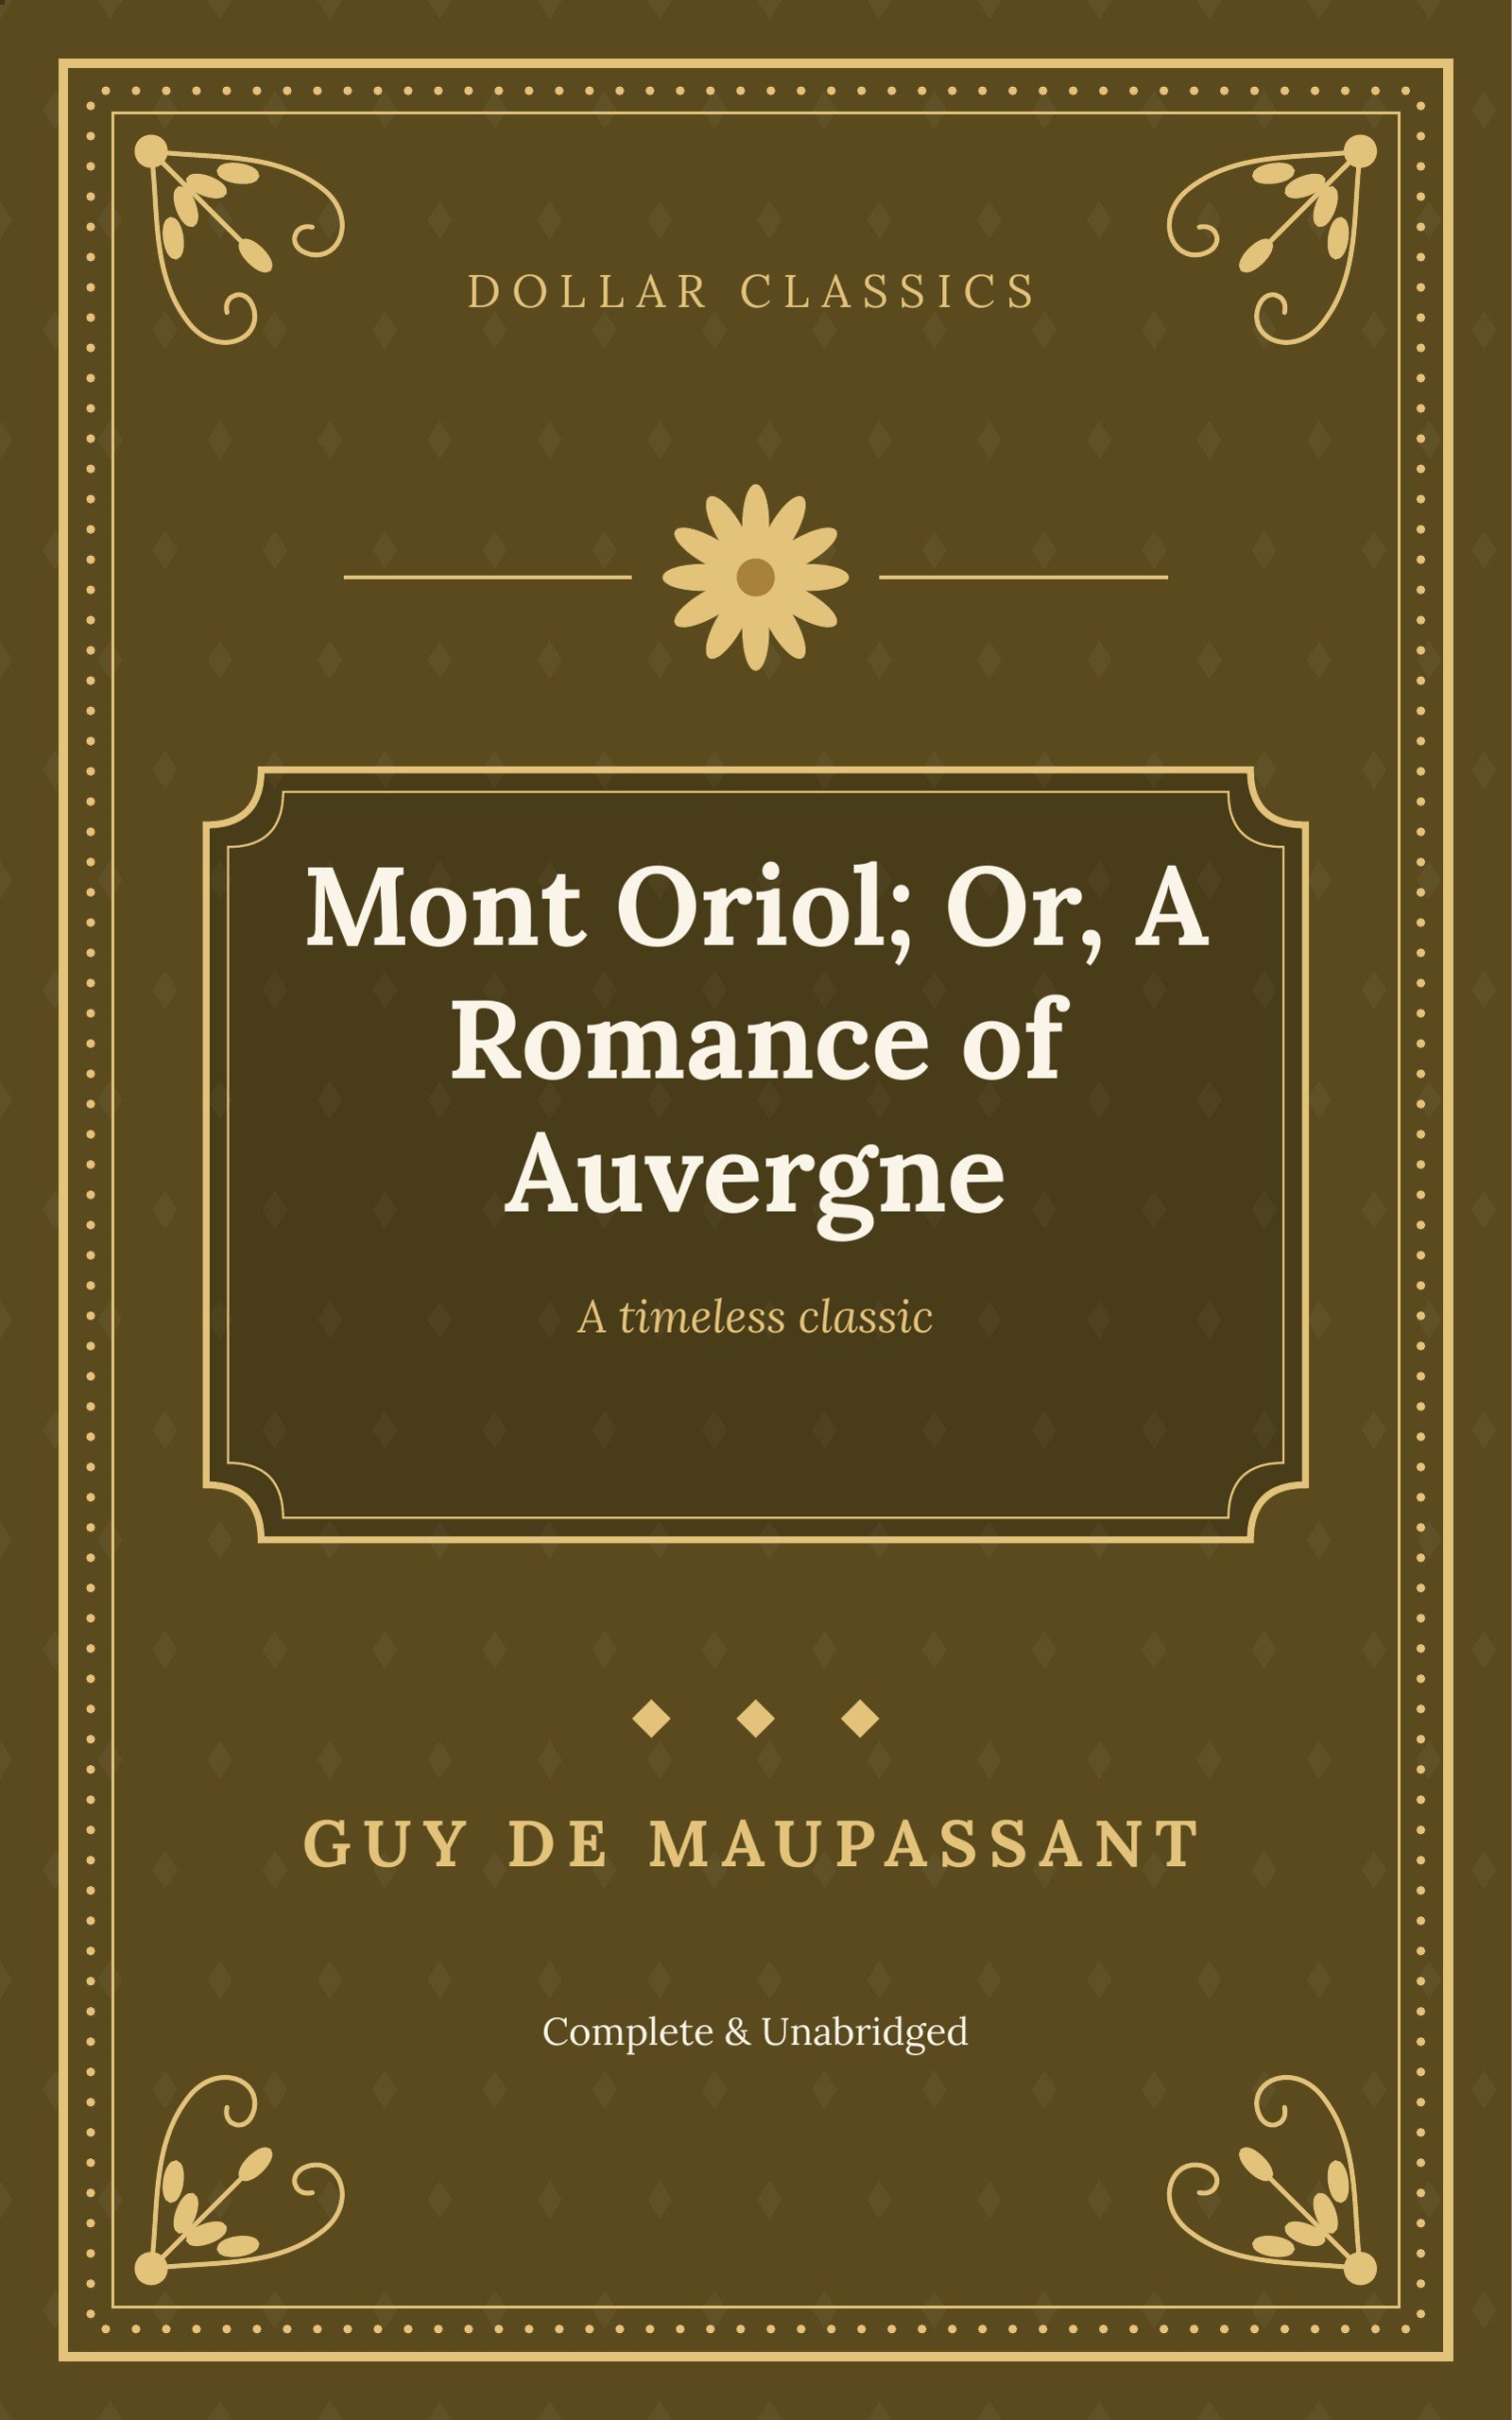 DOLLAR CLASSICS
Mont Oriol; Or, A
Romance of
Auvergne
A timeless classic
GUY DE MAUPASSANT
Complete & Unabridged